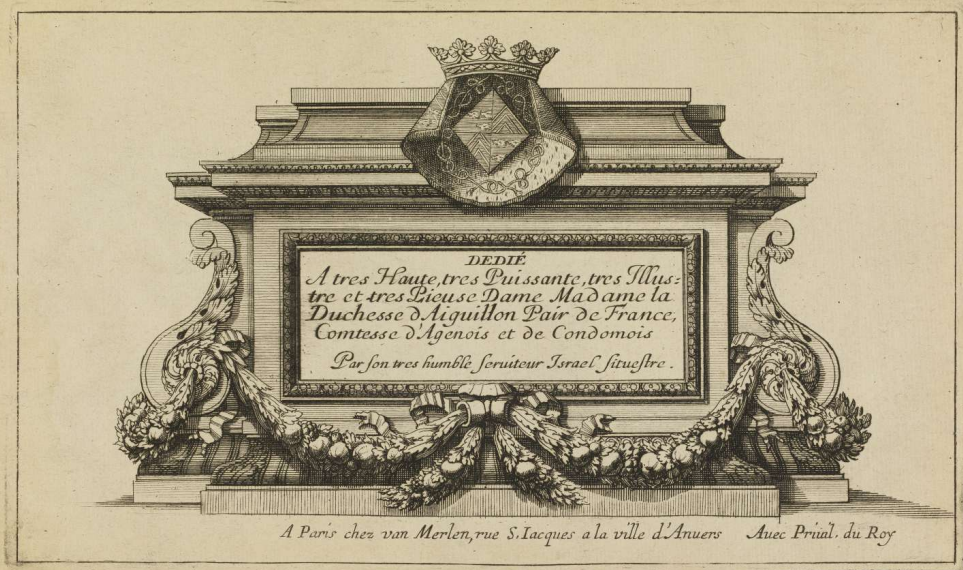 DEDIÉ
A tres Haute, tres Puissante, tres Illus=
tre et tres Pieuse Dame Madame la
Duchesse d'Aiguillon Pair de France,
Comtesse d'Agenois et de Condomois
Par son tres humble seruiteur Israel situestre.
A Paris chez van Merlen, rue S. Iacques a la ville d'Anuers Avec Priuil. du Roy